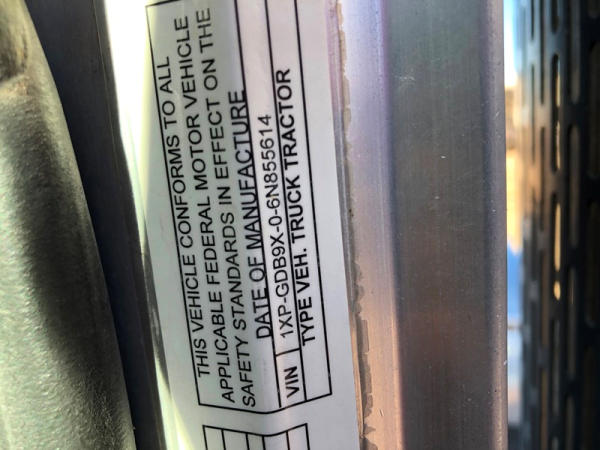 THIS VEHICLE CONFORMS TO ALL
APPLICABLE FEDERAL MOTOR VEHICLE
SAFETY STANDARDS IN EFFECT ON THE
DATE OF MANUFACTURE
VIN 1XP-GDB9X-0-6N855614
TYPE VEH. TRUCK TRACTOR